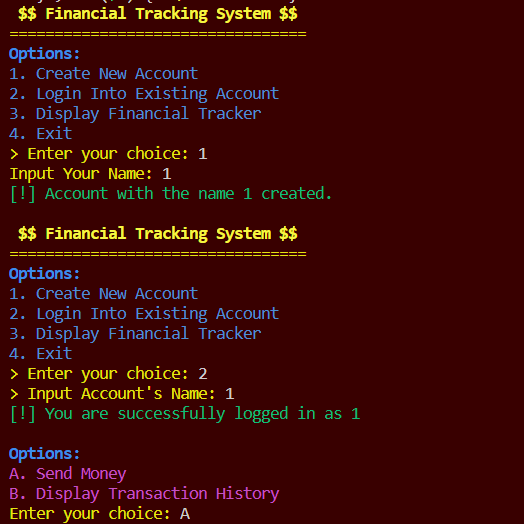 $$ Financial Tracking System $$
=================================
Options:
1. Create New Account
2. Login Into Existing Account
3. Display Financial Tracker
4. Exit
> Enter your choice: 1
Input Your Name: 1
[!] Account with the name 1 created.
$$ Financial Tracking System $$
=================================
Options:
1. Create New Account
2. Login Into Existing Account
3. Display Financial Tracker
4. Exit
> Enter your choice: 2
> Input Account's Name: 1
[!] You are successfully logged in as 1
Options:
A. Send Money
B. Display Transaction History
Enter your choice: A